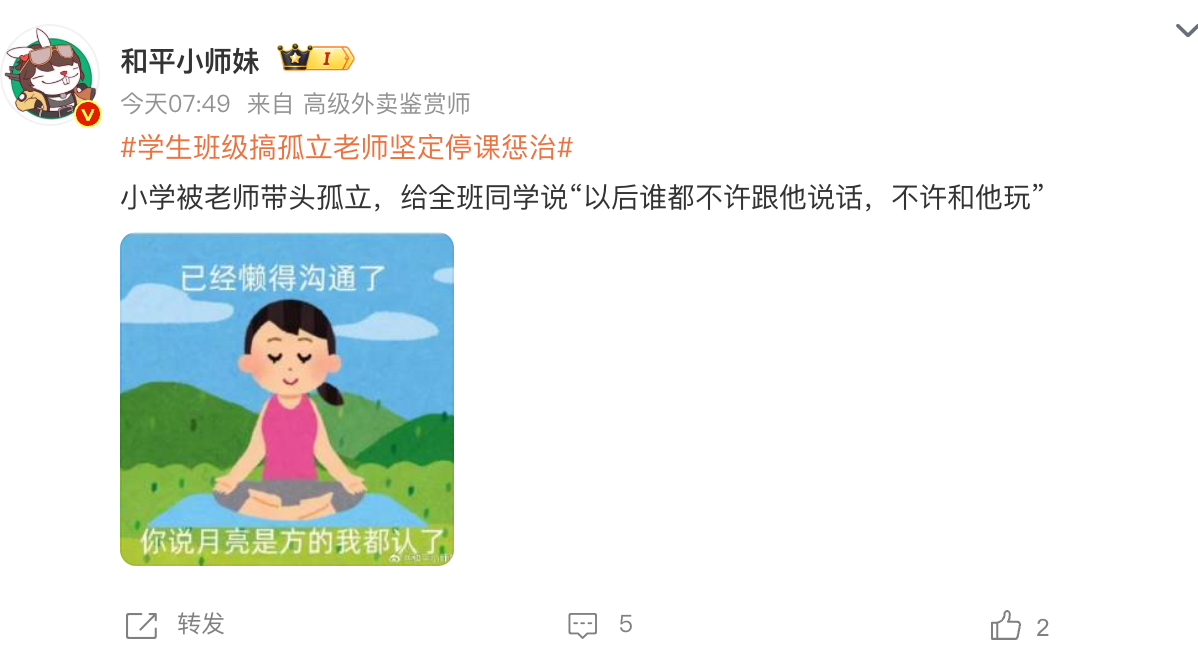 和平小师妹
I
V
今天07:49 来自 高级外卖鉴赏师
#学生班级搞孤立老师坚定停课惩治#
小学被老师带头孤立，给全班同学说“以后谁都不许跟他说话，不许和他玩”
已经懒得沟通了
你说月亮是方的我都认了
转发
5
2